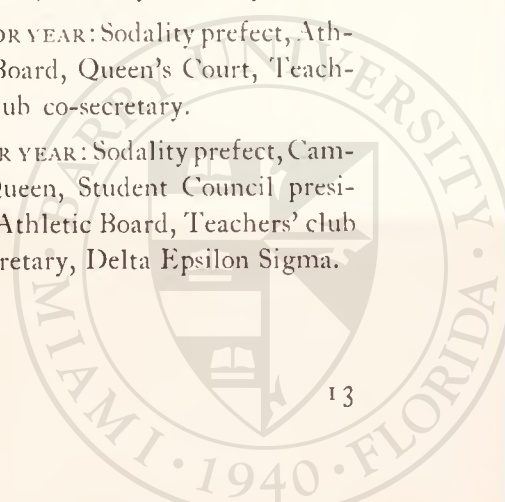 OR YEAR: Sodality prefect, Ath-
Board, Queen's Court, Teach-
ub co-secretary.
R YEAR: Sodality prefect, Cam-
Queen, Student Council presi-
Athletic Board, Teachers' club
retary, Delta Epsilon Sigma.
13
BARRY UNIVERSITY
MIAMI · 1940 · FLORIDA